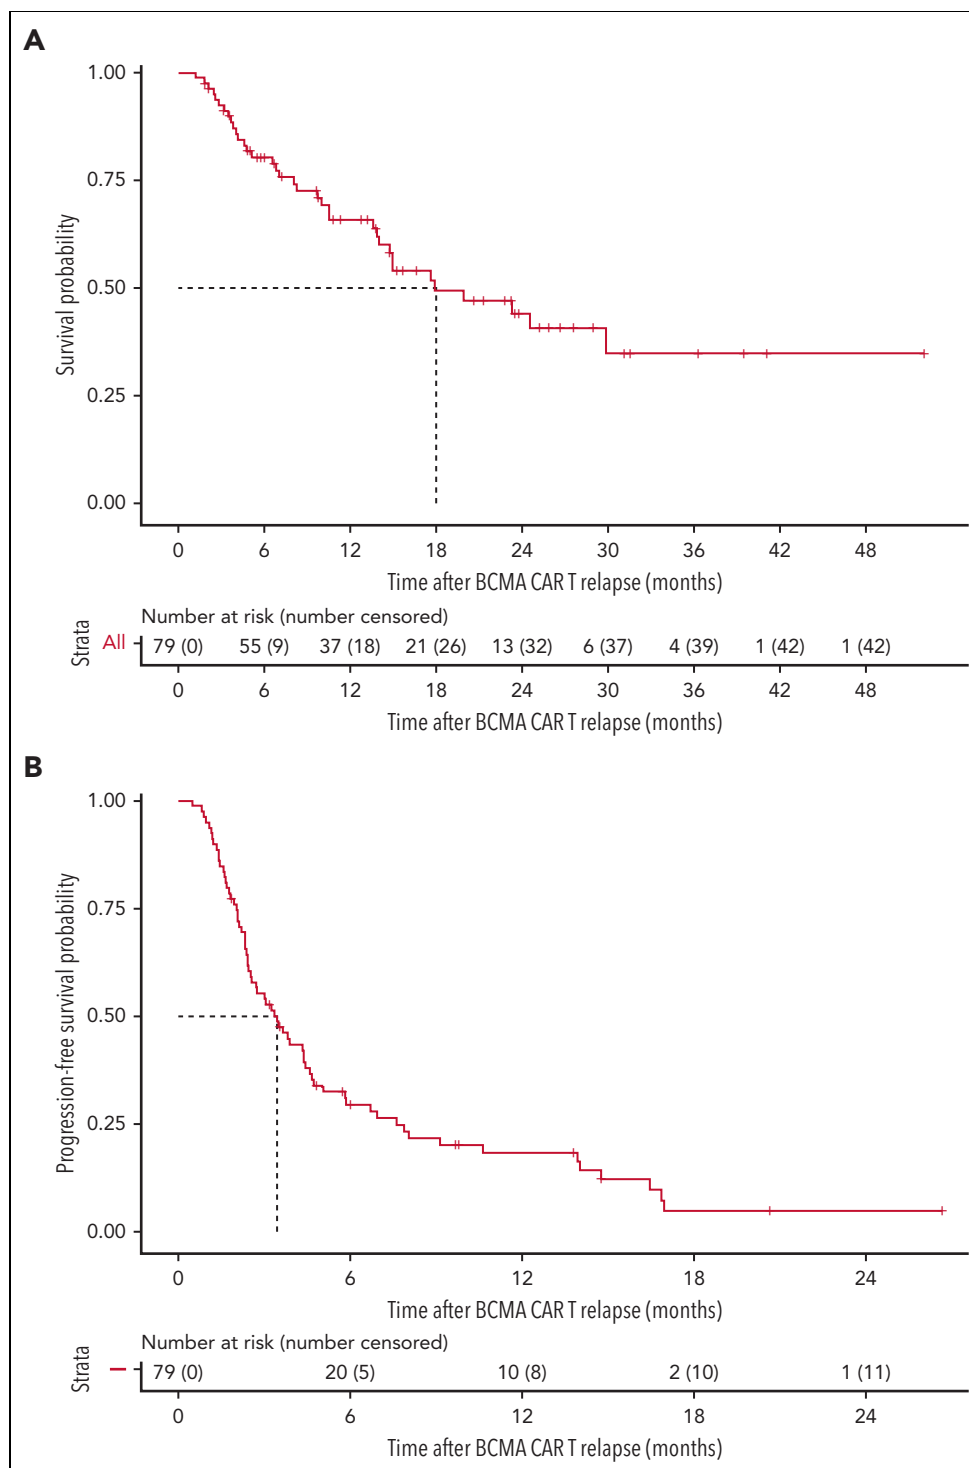 A
1.00
0.75
0.50
0.25
0.00
Survival probability
0 6 12 18 24 30 36 42 48
Time after BCMA CAR T relapse (months)
Number at risk (number censored)
Strata
All 79 (0) 55 (9) 37 (18) 21 (26) 13 (32) 6 (37) 4 (39) 1 (42) 1 (42)
0 6 12 18 24 30 36 42 48
Time after BCMA CAR T relapse (months)
B
1.00
0.75
0.50
0.25
0.00
Progression-free survival probability
0 6 12 18 24
Time after BCMA CAR T relapse (months)
Number at risk (number censored)
Strata
79 (0) 20 (5) 10 (8) 2 (10) 1 (11)
0 6 12 18 24
Time after BCMA CAR T relapse (months)